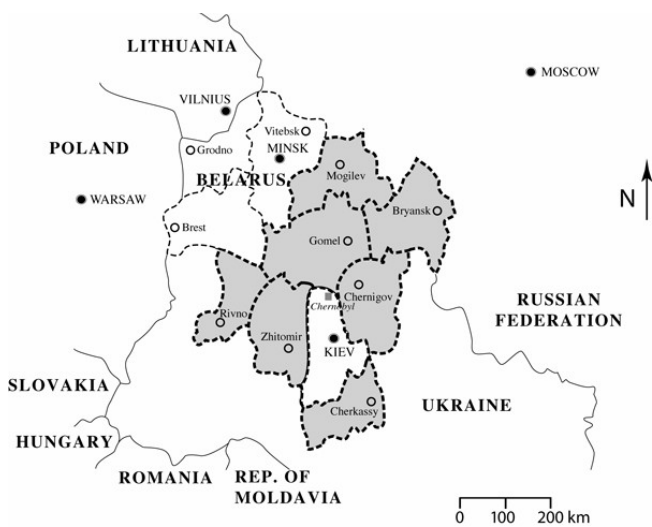 LITHUANIA
MOSCOW
VILNIUS
Vitebsk
POLAND
Grodno
MINSK
Mogilev
BELARUS
WARSAW
N
Bryansk
Brest
Gomel
Chernigov
Chernobyl
RUSSIAN
FEDERATION
Rivno
Zhitomir
KIEV
SLOVAKIA
Cherkassy
UKRAINE
HUNGARY
ROMANIA
REP. OF
MOLDAVIA
0 100 200 km